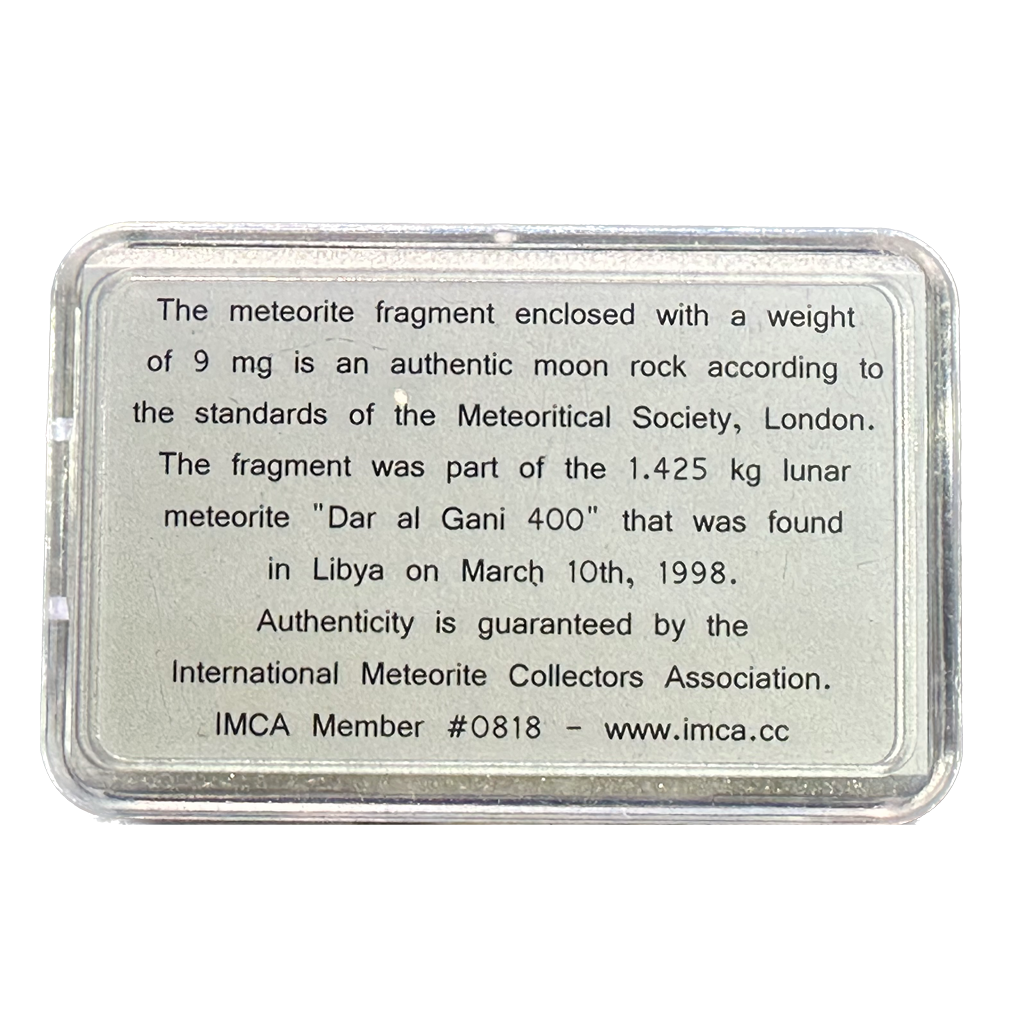 The meteorite fragment enclosed with a weight
of 9 mg is an authentic moon rock according to
the standards of the Meteoritical Society, London.
The fragment was part of the 1.425 kg lunar
meteorite "Dar al Gani 400" that was found
in Libya on March 10th, 1998.
Authenticity is guaranteed by the
International Meteorite Collectors Association.
IMCA Member #0818 - www.imca.cc